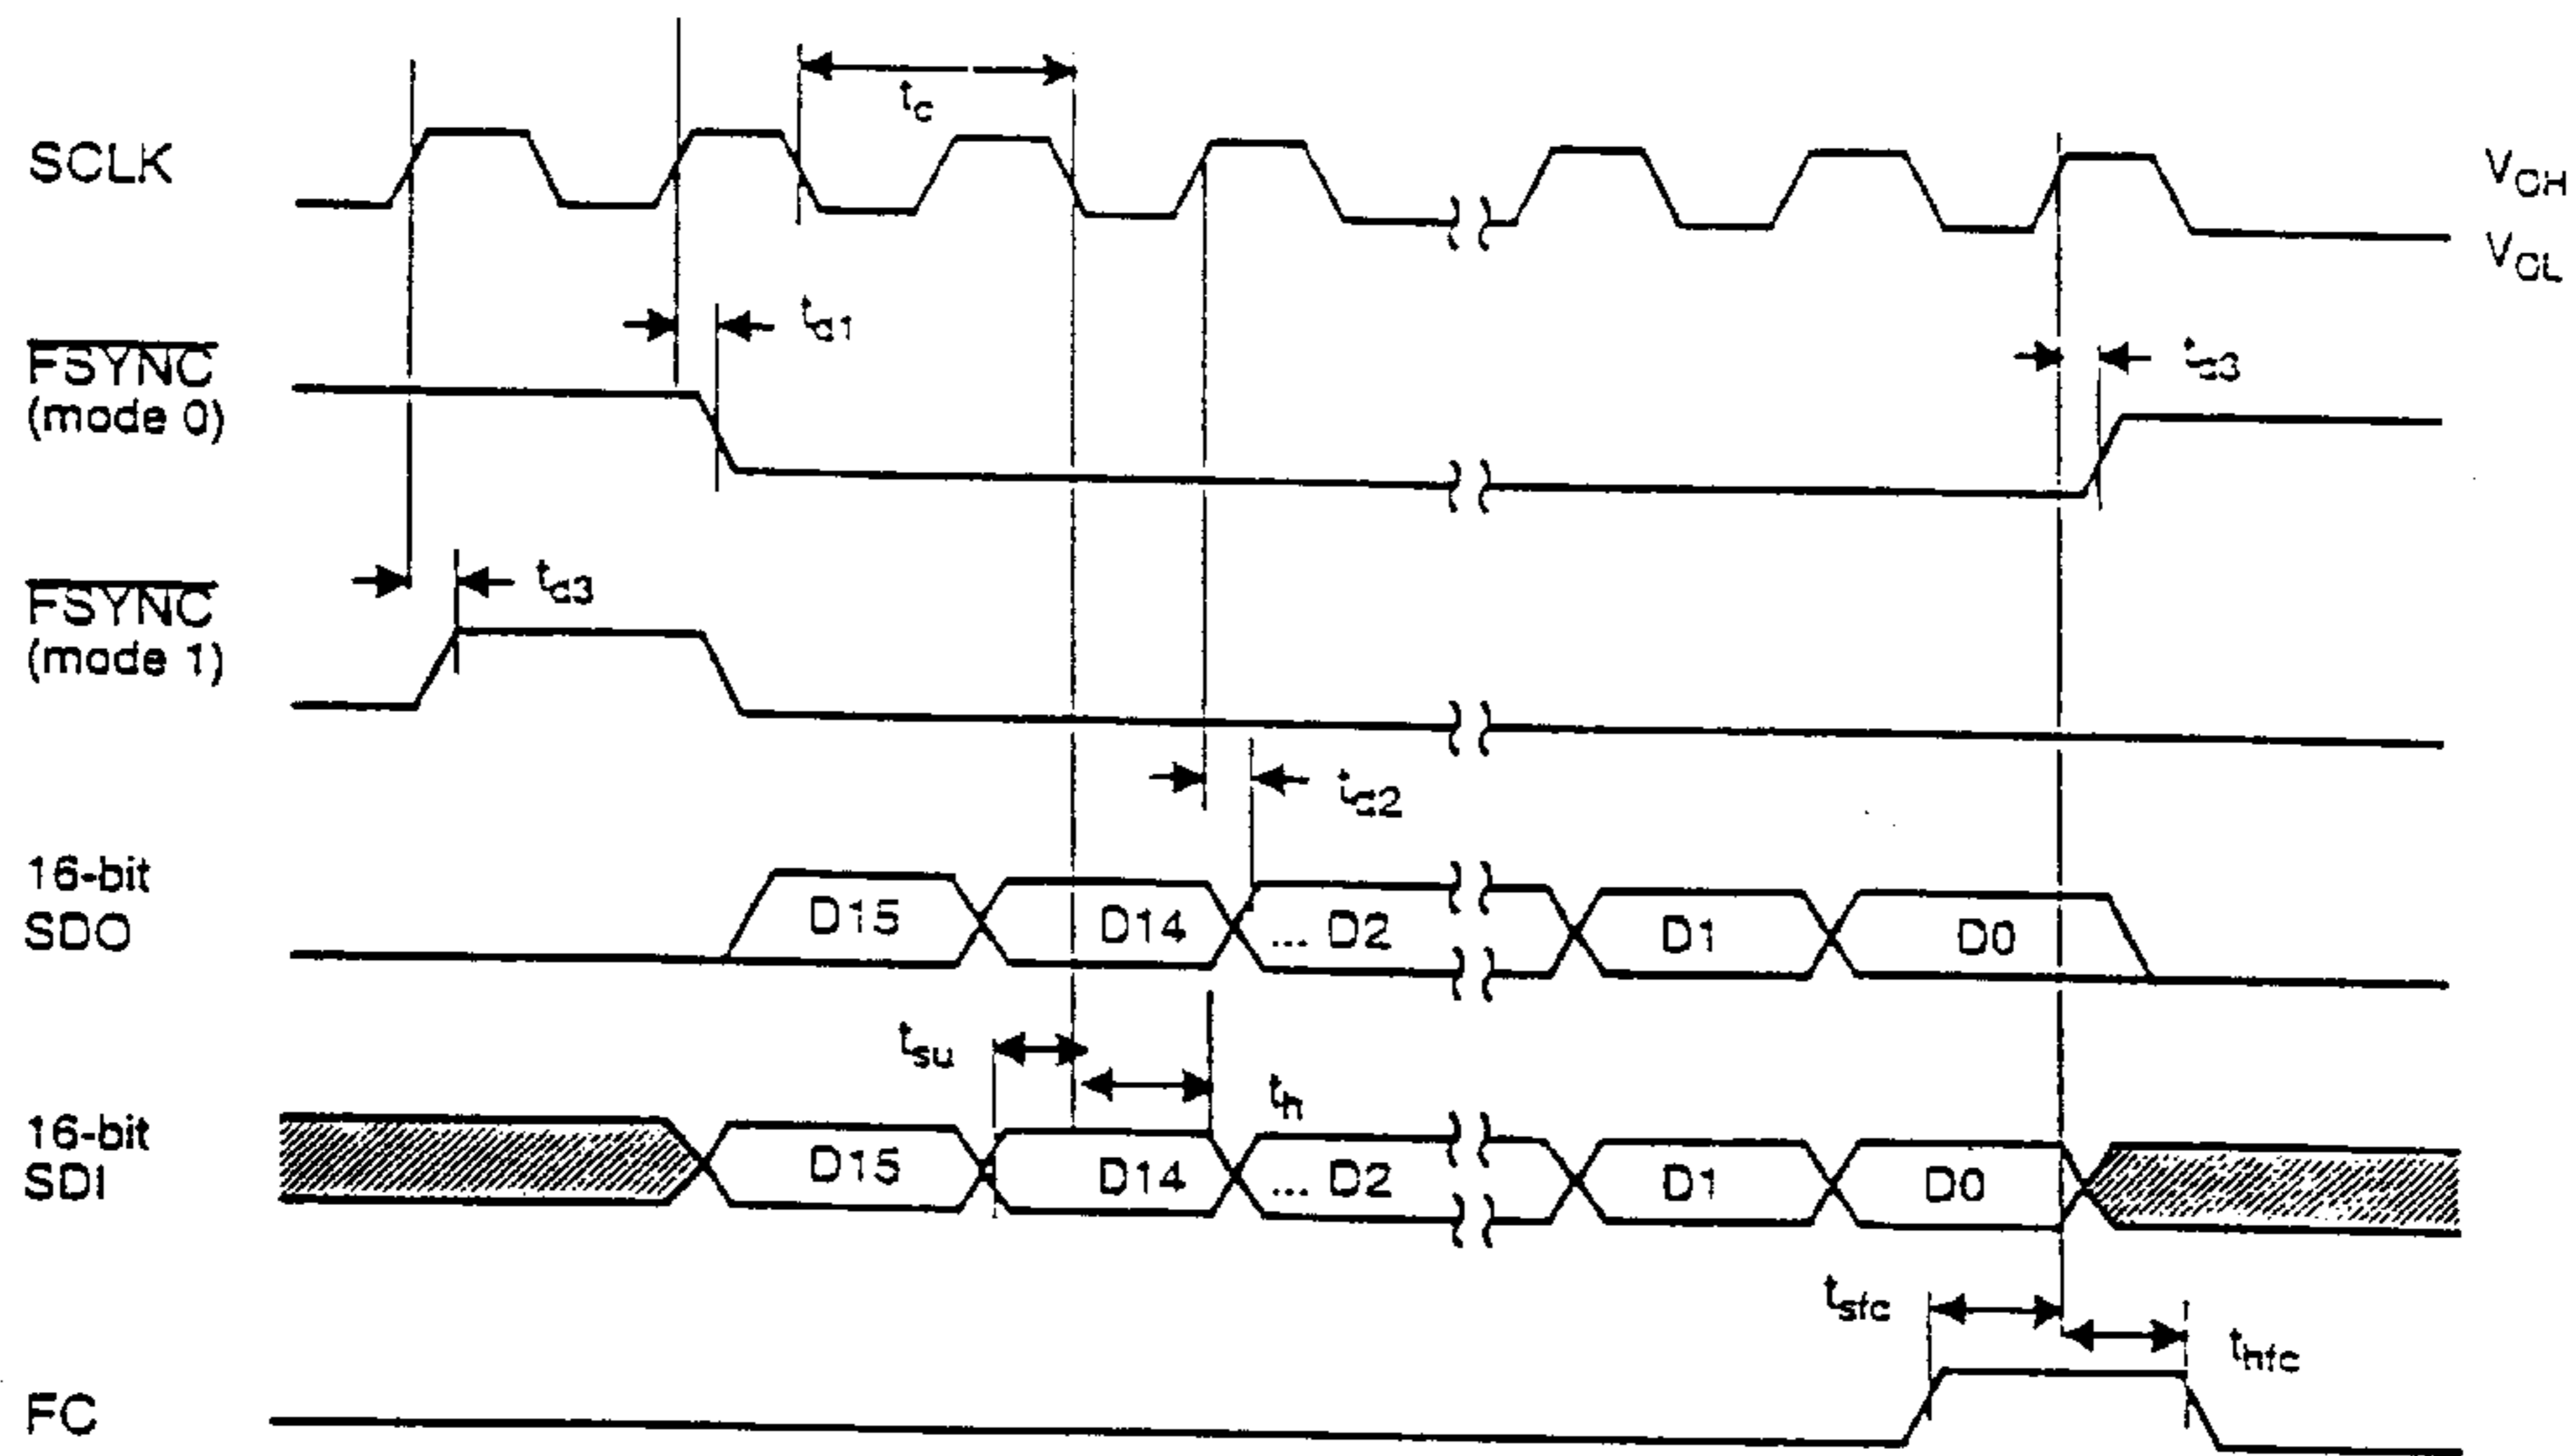 t_c
SCLK
V_OH
V_OL
t_d1
FSYNC
(mode 0)
t_d3
FSYNC
(mode 1)
t_d3
t_d2
16-bit
SDO
D15 D14 ... D2 D1 D0
t_su
t_h
16-bit
SDI
D15 D14 ... D2 D1 D0
t_sfc
t_hfc
FC